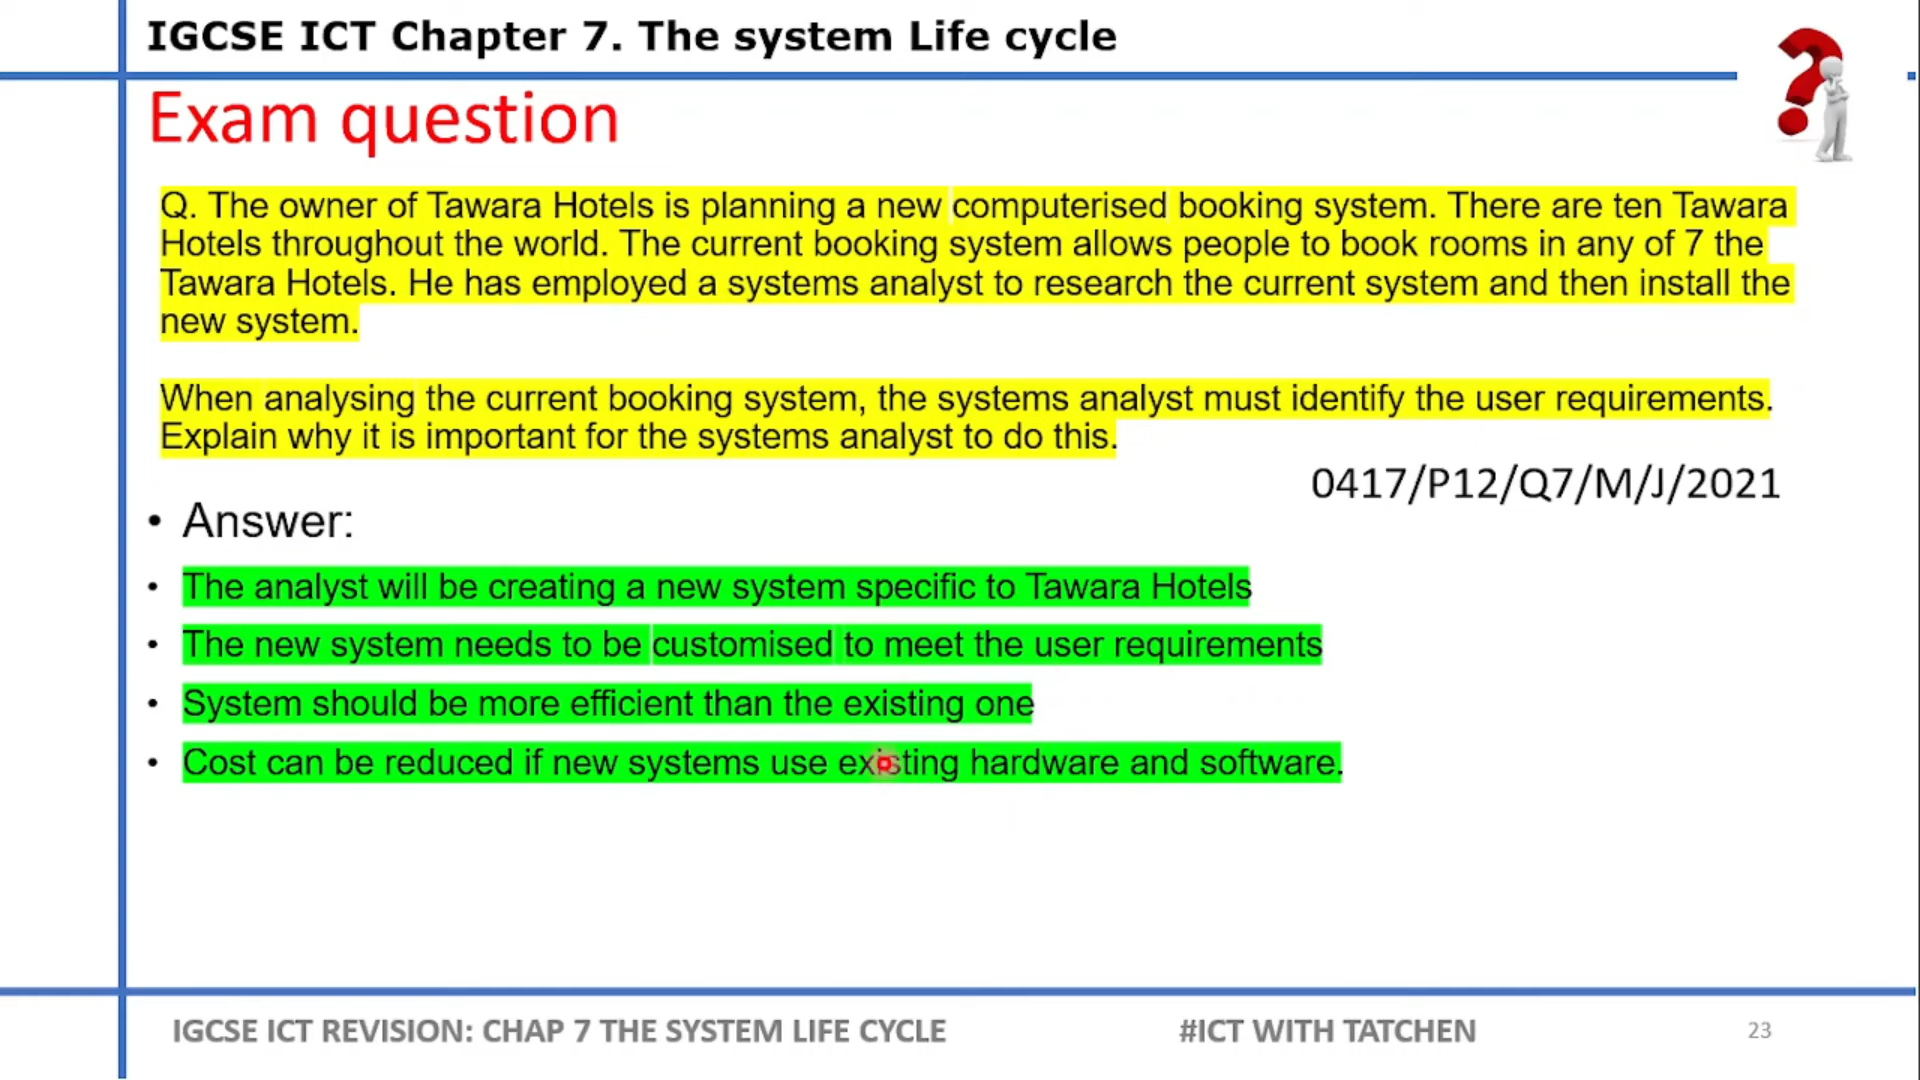 IGCSE ICT Chapter 7. The system Life cycle
Exam question
Q. The owner of Tawara Hotels is planning a new computerised booking system. There are ten Tawara
Hotels throughout the world. The current booking system allows people to book rooms in any of 7 the
Tawara Hotels. He has employed a systems analyst to research the current system and then install the
new system.
When analysing the current booking system, the systems analyst must identify the user requirements.
Explain why it is important for the systems analyst to do this.
0417/P12/Q7/M/J/2021
• Answer:
• The analyst will be creating a new system specific to Tawara Hotels
• The new system needs to be customised to meet the user requirements
• System should be more efficient than the existing one
• Cost can be reduced if new systems use existing hardware and software.
IGCSE ICT REVISION: CHAP 7 THE SYSTEM LIFE CYCLE
#ICT WITH TATCHEN
23